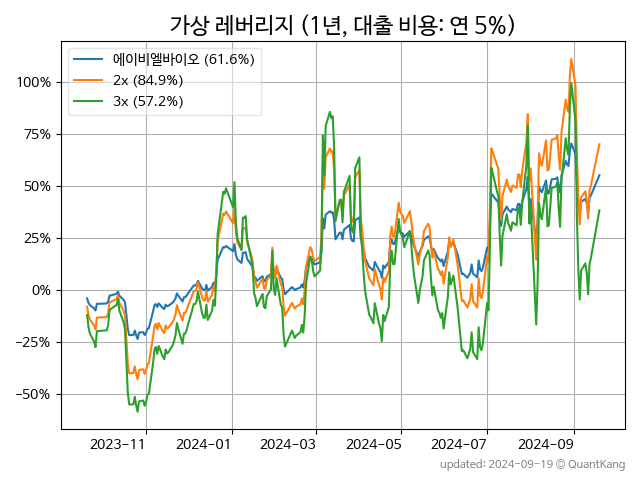 가상 레버리지 (1년, 대출 비용: 연 5%)
에이비엘바이오 (61.6%)
2x (84.9%)
3x (57.2%)
100%
75%
50%
25%
0%
−25%
−50%
2023-11
2024-01
2024-03
2024-05
2024-07
2024-09
updated: 2024-09-19 © QuantKang